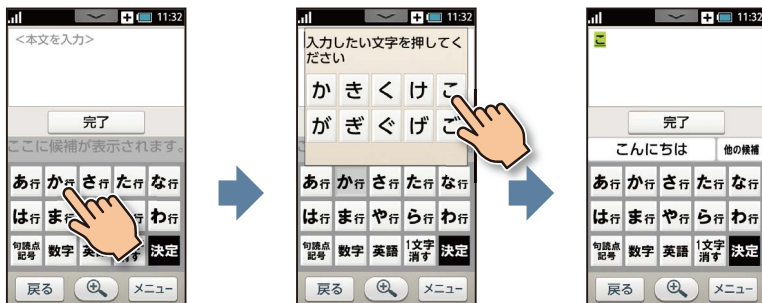 11:32
<本文を入力>
完了
ここに候補が表示されます。
あ行 か行 さ行 た行 な行
は行 ま行 行 わ行
句読点
記号 数字 英 消す 決定
戻る メニュー
11:32
入力したい文字を押してく
ださい
か き く け こ
が ぎ ぐ げ ご
あ行 か行 さ行 た行 な行
は行 ま行 や行 ら行 わ行
句読点
記号 数字 英語 1文字
消す 決定
戻る メニュー
11:32
こ
完了
こんにちは 他の候補
あ行 か行 さ行 た行 な行
は行 ま行 や行 ら行 わ行
句読点
記号 数字 英語 1文字
消す 決定
戻る メニュー